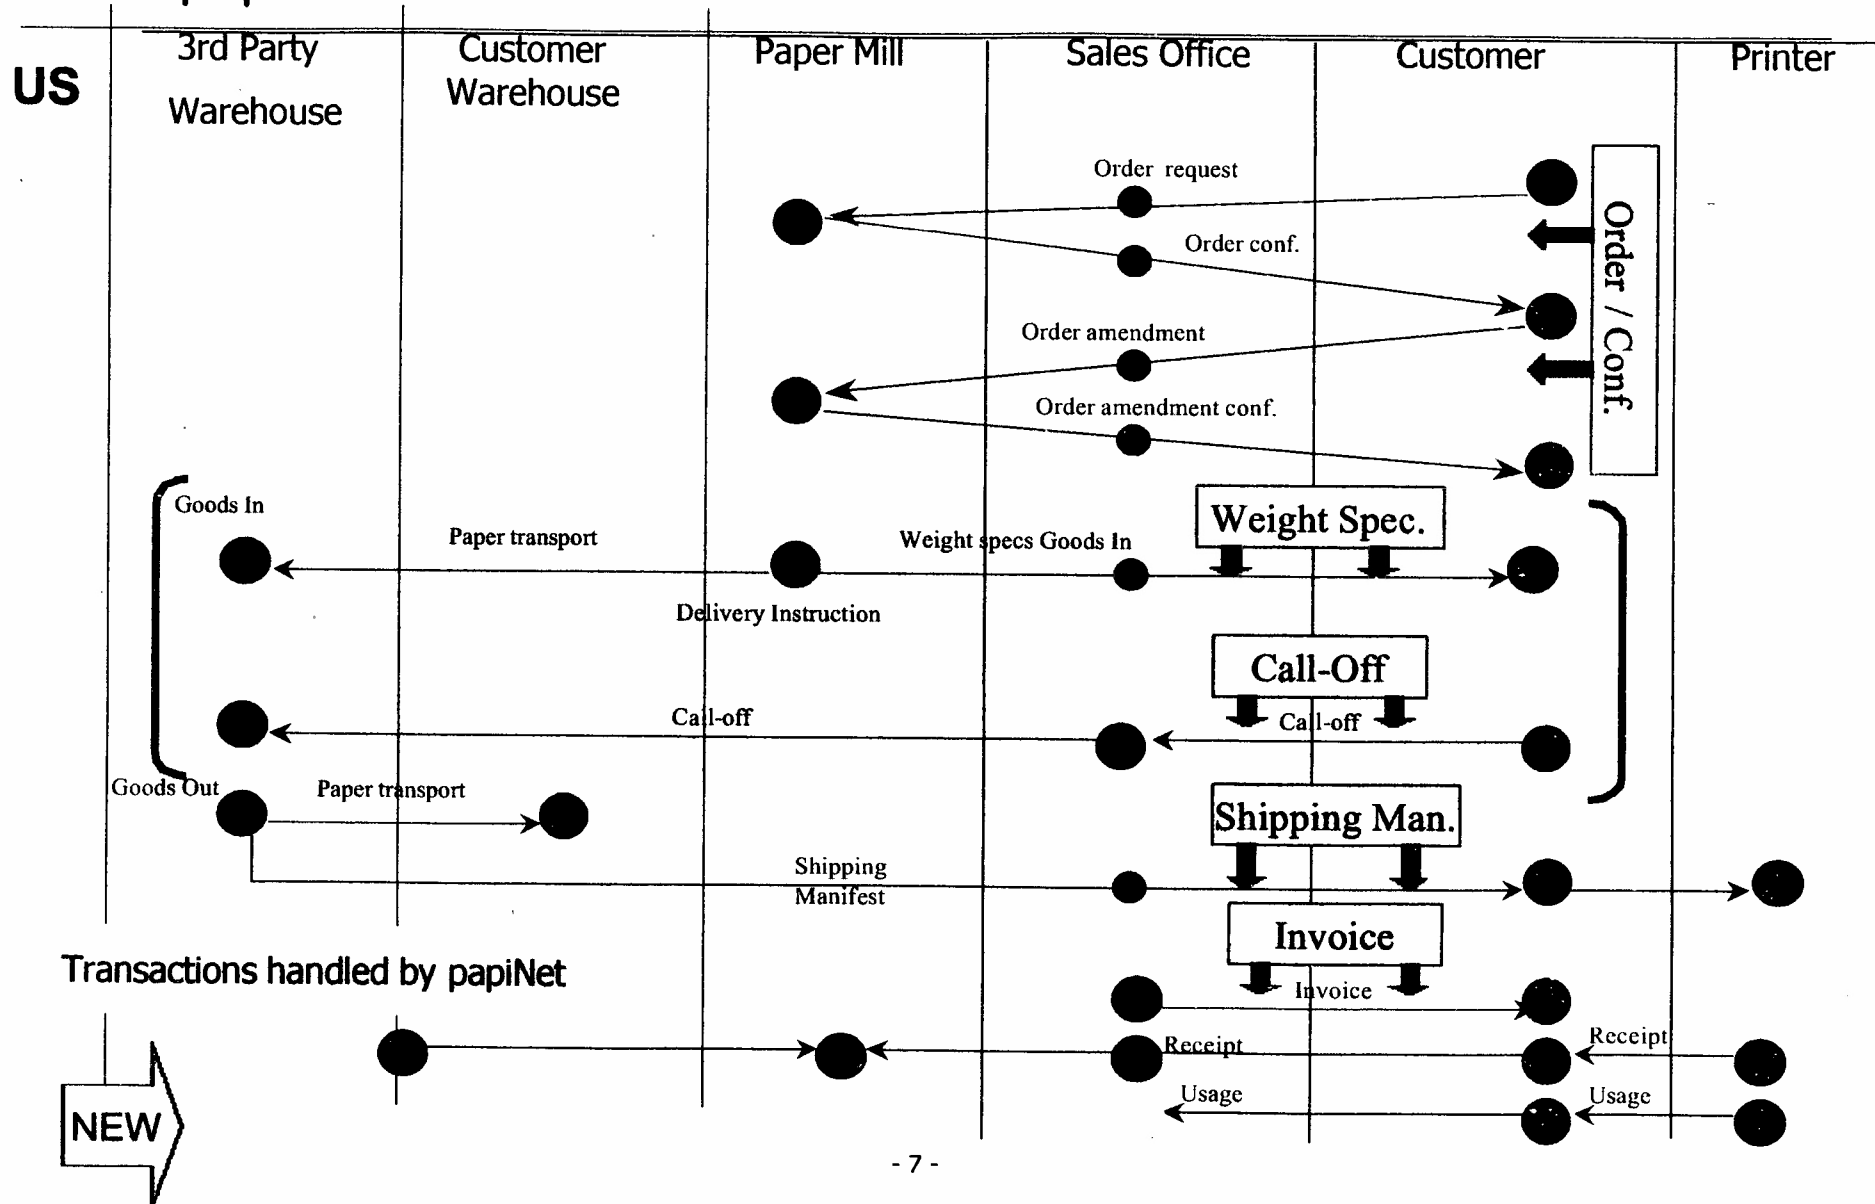 US
3rd Party
Warehouse
Customer
Warehouse
Paper Mill
Sales Office
Customer
Printer
Order request
Order conf.
Order amendment
Order amendment conf.
Order / Conf.
Goods In
Paper transport
Weight specs Goods In
Weight Spec.
Delivery Instruction
Call-Off
Call-off
Call-off
Goods Out
Paper transport
Shipping Man.
Shipping
Manifest
Invoice
Transactions handled by papiNet
Invoice
Receipt
Receipt
Usage
Usage
NEW
- 7 -